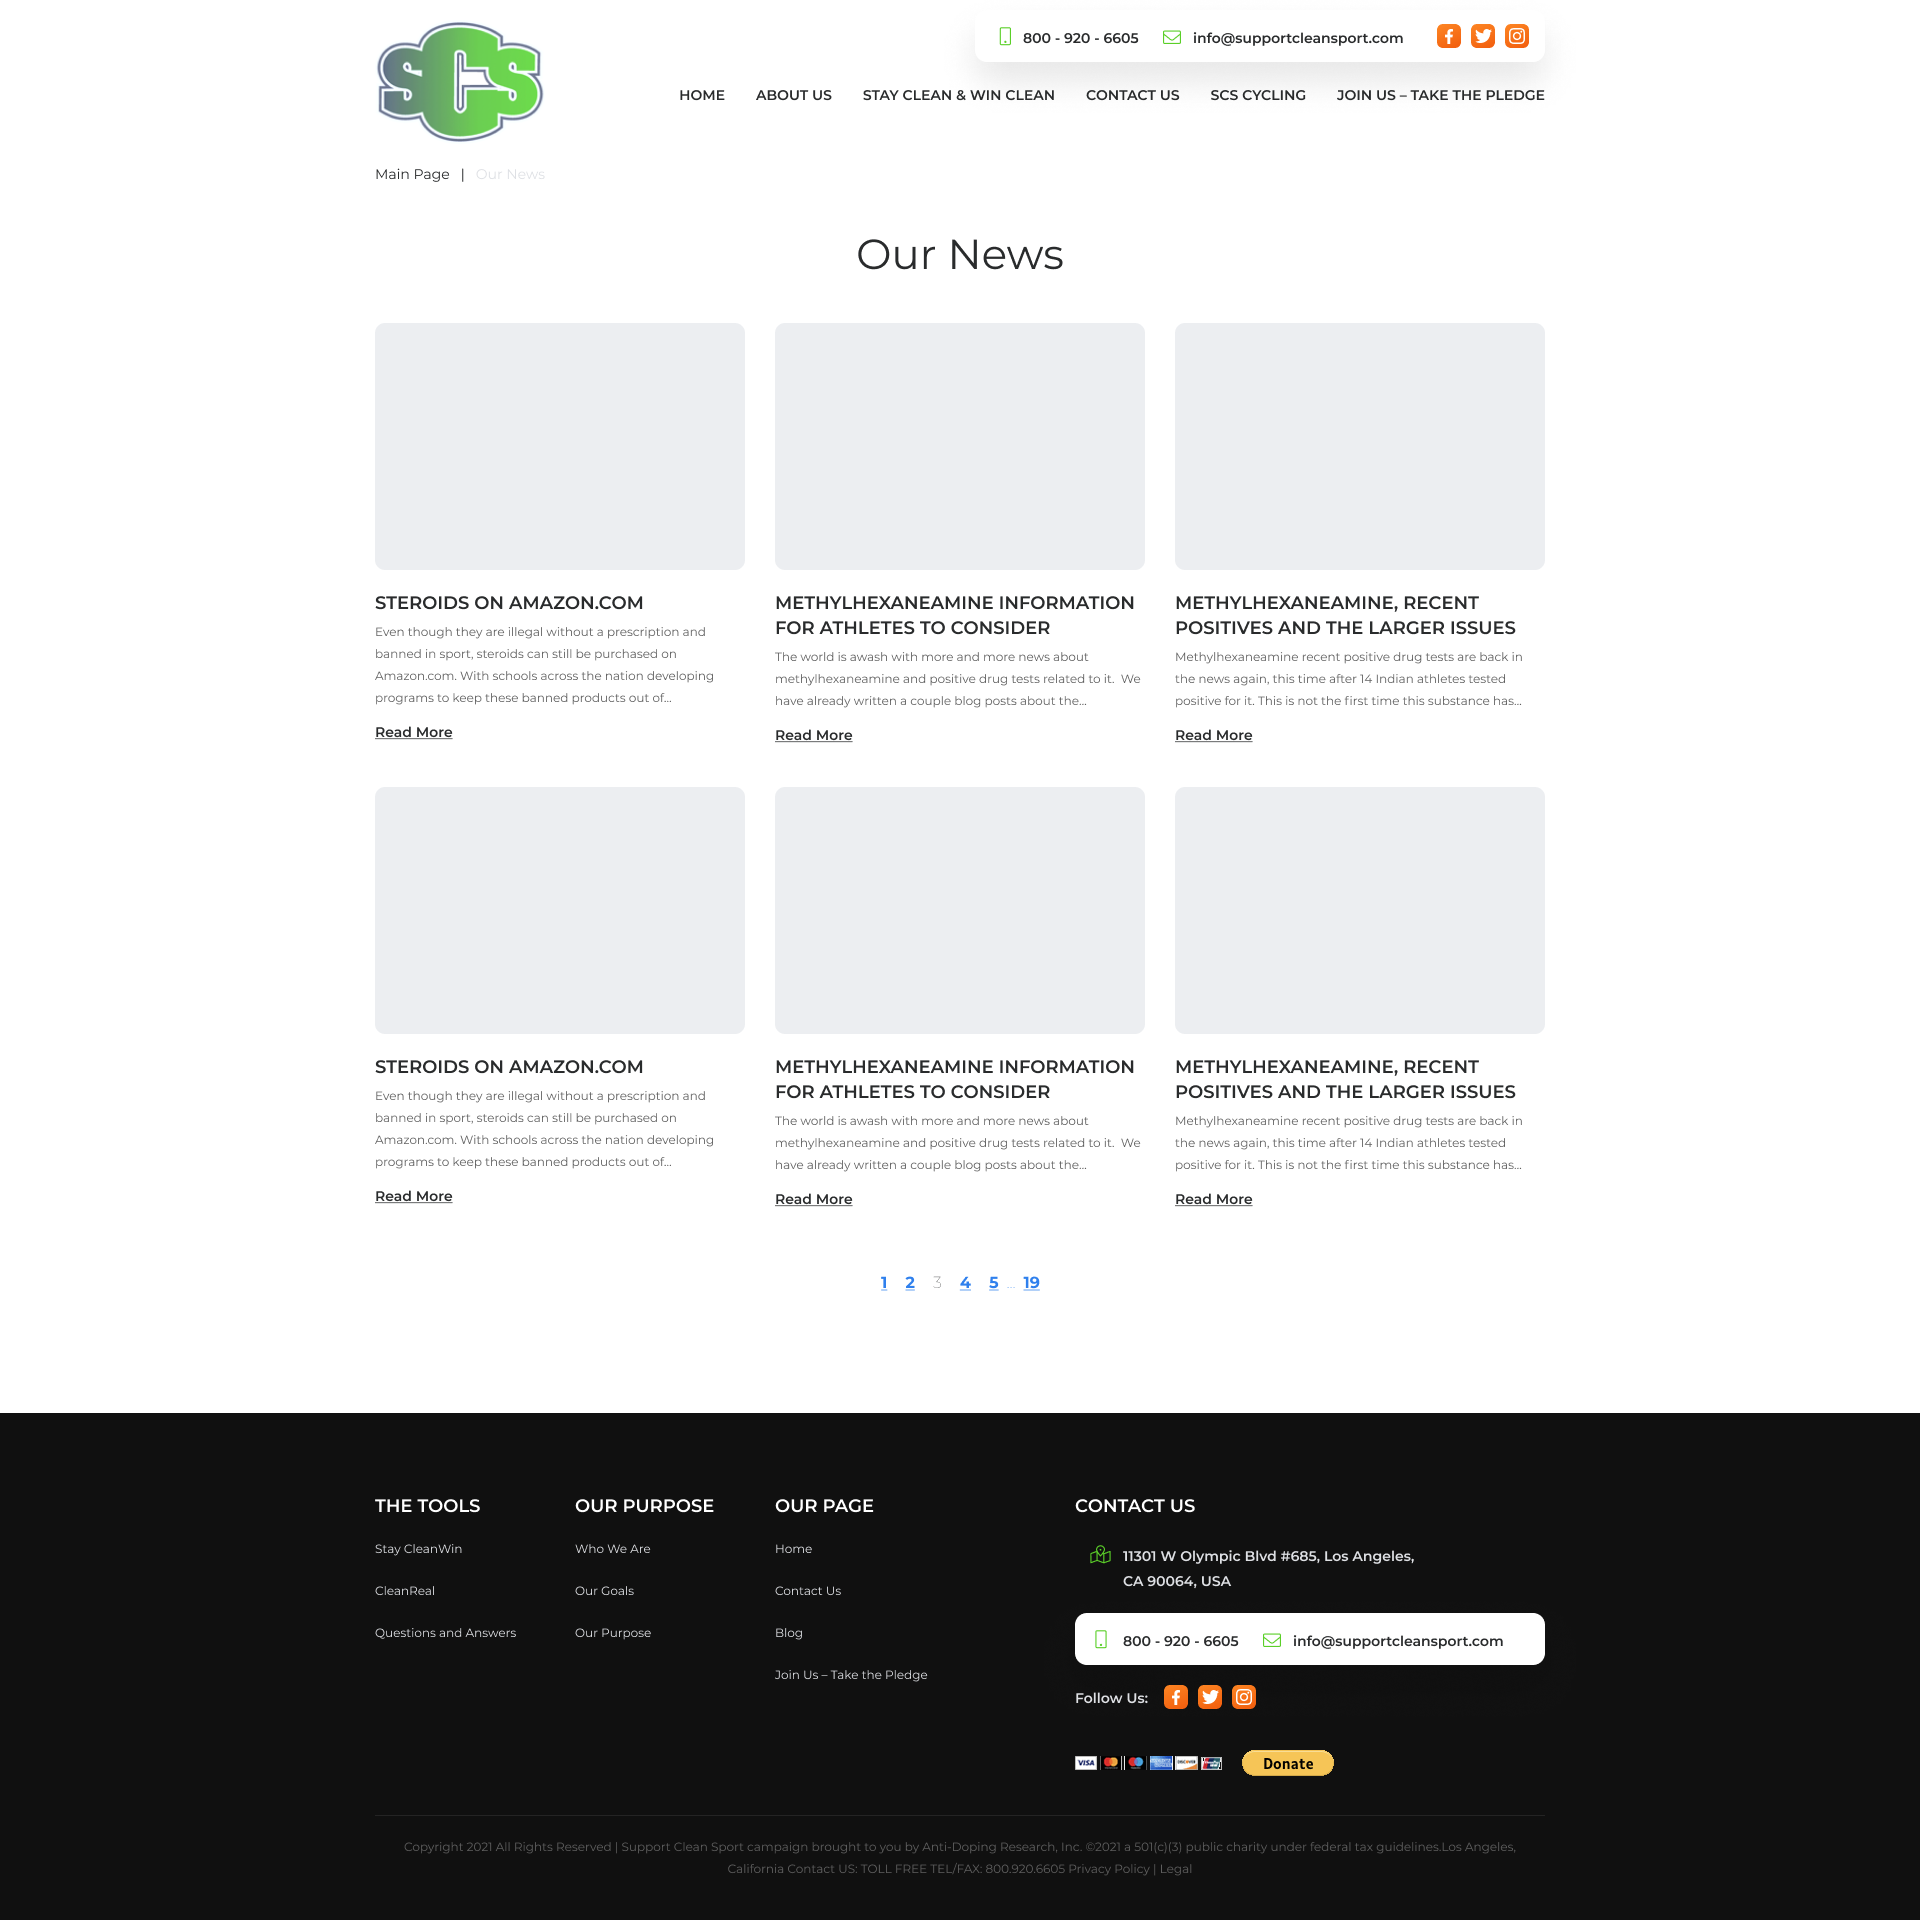 SCS
800 - 920 - 6605
info@supportcleansport.com
HOME
ABOUT US
STAY CLEAN & WIN CLEAN
CONTACT US
SCS CYCLING
JOIN US – TAKE THE PLEDGE
Main Page | Our News
Our News
STEROIDS ON AMAZON.COM
Even though they are illegal without a prescription and
banned in sport, steroids can still be purchased on
Amazon.com. With schools across the nation developing
programs to keep these banned products out of...
Read More
METHYLHEXANEAMINE INFORMATION
FOR ATHLETES TO CONSIDER
The world is awash with more and more news about
methylhexaneamine and positive drug tests related to it. We
have already written a couple blog posts about the...
Read More
METHYLHEXANEAMINE, RECENT
POSITIVES AND THE LARGER ISSUES
Methylhexaneamine recent positive drug tests are back in
the news again, this time after 14 Indian athletes tested
positive for it. This is not the first time this substance has...
Read More
STEROIDS ON AMAZON.COM
Even though they are illegal without a prescription and
banned in sport, steroids can still be purchased on
Amazon.com. With schools across the nation developing
programs to keep these banned products out of...
Read More
METHYLHEXANEAMINE INFORMATION
FOR ATHLETES TO CONSIDER
The world is awash with more and more news about
methylhexaneamine and positive drug tests related to it. We
have already written a couple blog posts about the...
Read More
METHYLHEXANEAMINE, RECENT
POSITIVES AND THE LARGER ISSUES
Methylhexaneamine recent positive drug tests are back in
the news again, this time after 14 Indian athletes tested
positive for it. This is not the first time this substance has...
Read More
1 2 3 4 5 ... 19
THE TOOLS
Stay CleanWin
CleanReal
Questions and Answers
OUR PURPOSE
Who We Are
Our Goals
Our Purpose
OUR PAGE
Home
Contact Us
Blog
Join Us – Take the Pledge
CONTACT US
11301 W Olympic Blvd #685, Los Angeles,
CA 90064, USA
800 - 920 - 6605
info@supportcleansport.com
Follow Us:
VISA
Donate
Copyright 2021 All Rights Reserved | Support Clean Sport campaign brought to you by Anti-Doping Research, Inc. ©2021 a 501(c)(3) public charity under federal tax guidelines.Los Angeles,
California Contact US: TOLL FREE TEL/FAX: 800.920.6605 Privacy Policy | Legal